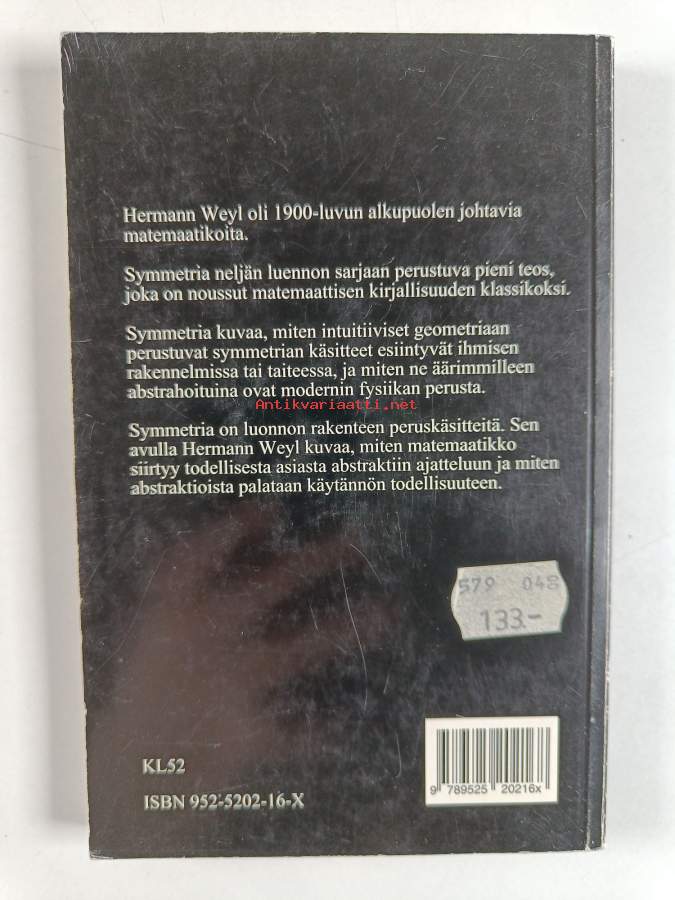 Hermann Weyl oli 1900-luvun alkupuolen johtavia
matemaatikoita.
Symmetria neljän luennon sarjaan perustuva pieni teos,
joka on noussut matemaattisen kirjallisuuden klassikoksi.
Symmetria kuvaa, miten intuitiiviset geometriaan
perustuvat symmetrian käsitteet esiintyvät ihmisen
rakennelmissa tai taiteessa, ja miten ne äärimmilleen
abstrahoituina ovat modernin fysiikan perusta.
Antikvariaatti.net
Symmetria on luonnon rakenteen peruskäsitteitä. Sen
avulla Hermann Weyl kuvaa, miten matemaatikko
siirtyy todellisesta asiasta abstraktiin ajatteluun ja miten
abstraktioista palataan käytännön todellisuuteen.
579 048
133.-
KL52
ISBN 952-5202-16-X
9 789525 20216x